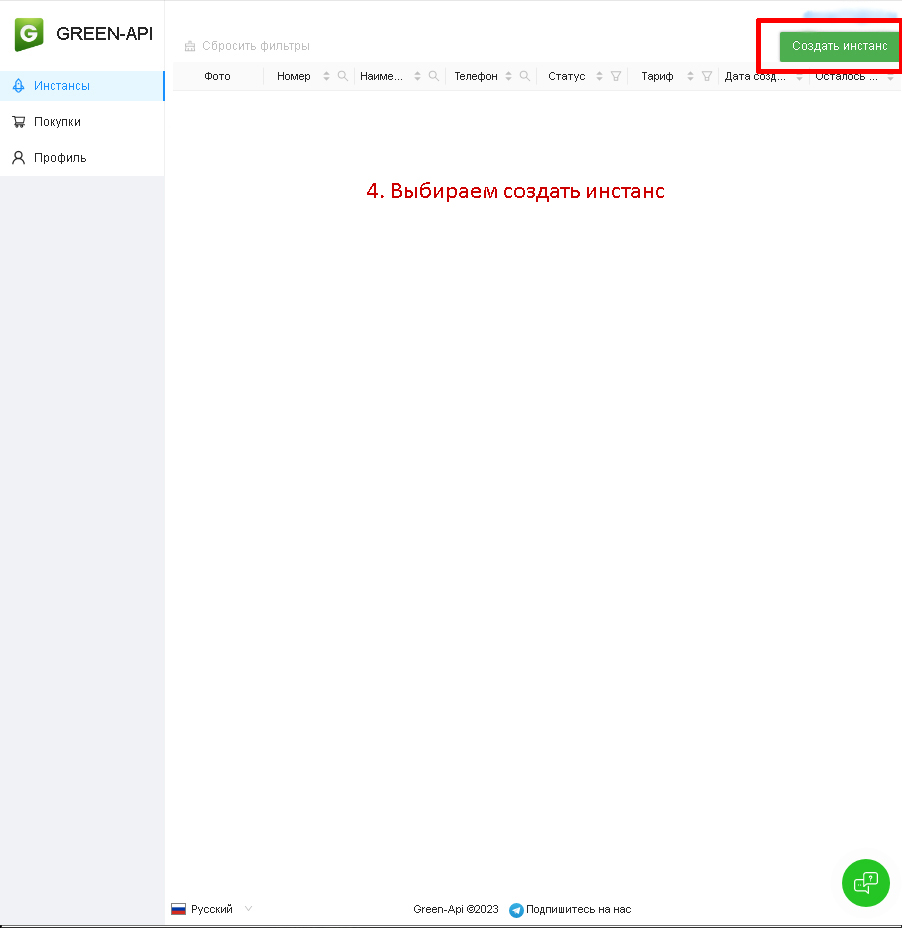 GREEN-API
Создать инстанс
Сбросить фильтры
Фото Номер Наиме... Телефон Статус Тариф Дата созд... Осталось ...
Инстансы
Покупки
Профиль
4. Выбираем создать инстанс
Русский Green-Api ©2023 Подпишитесь на нас